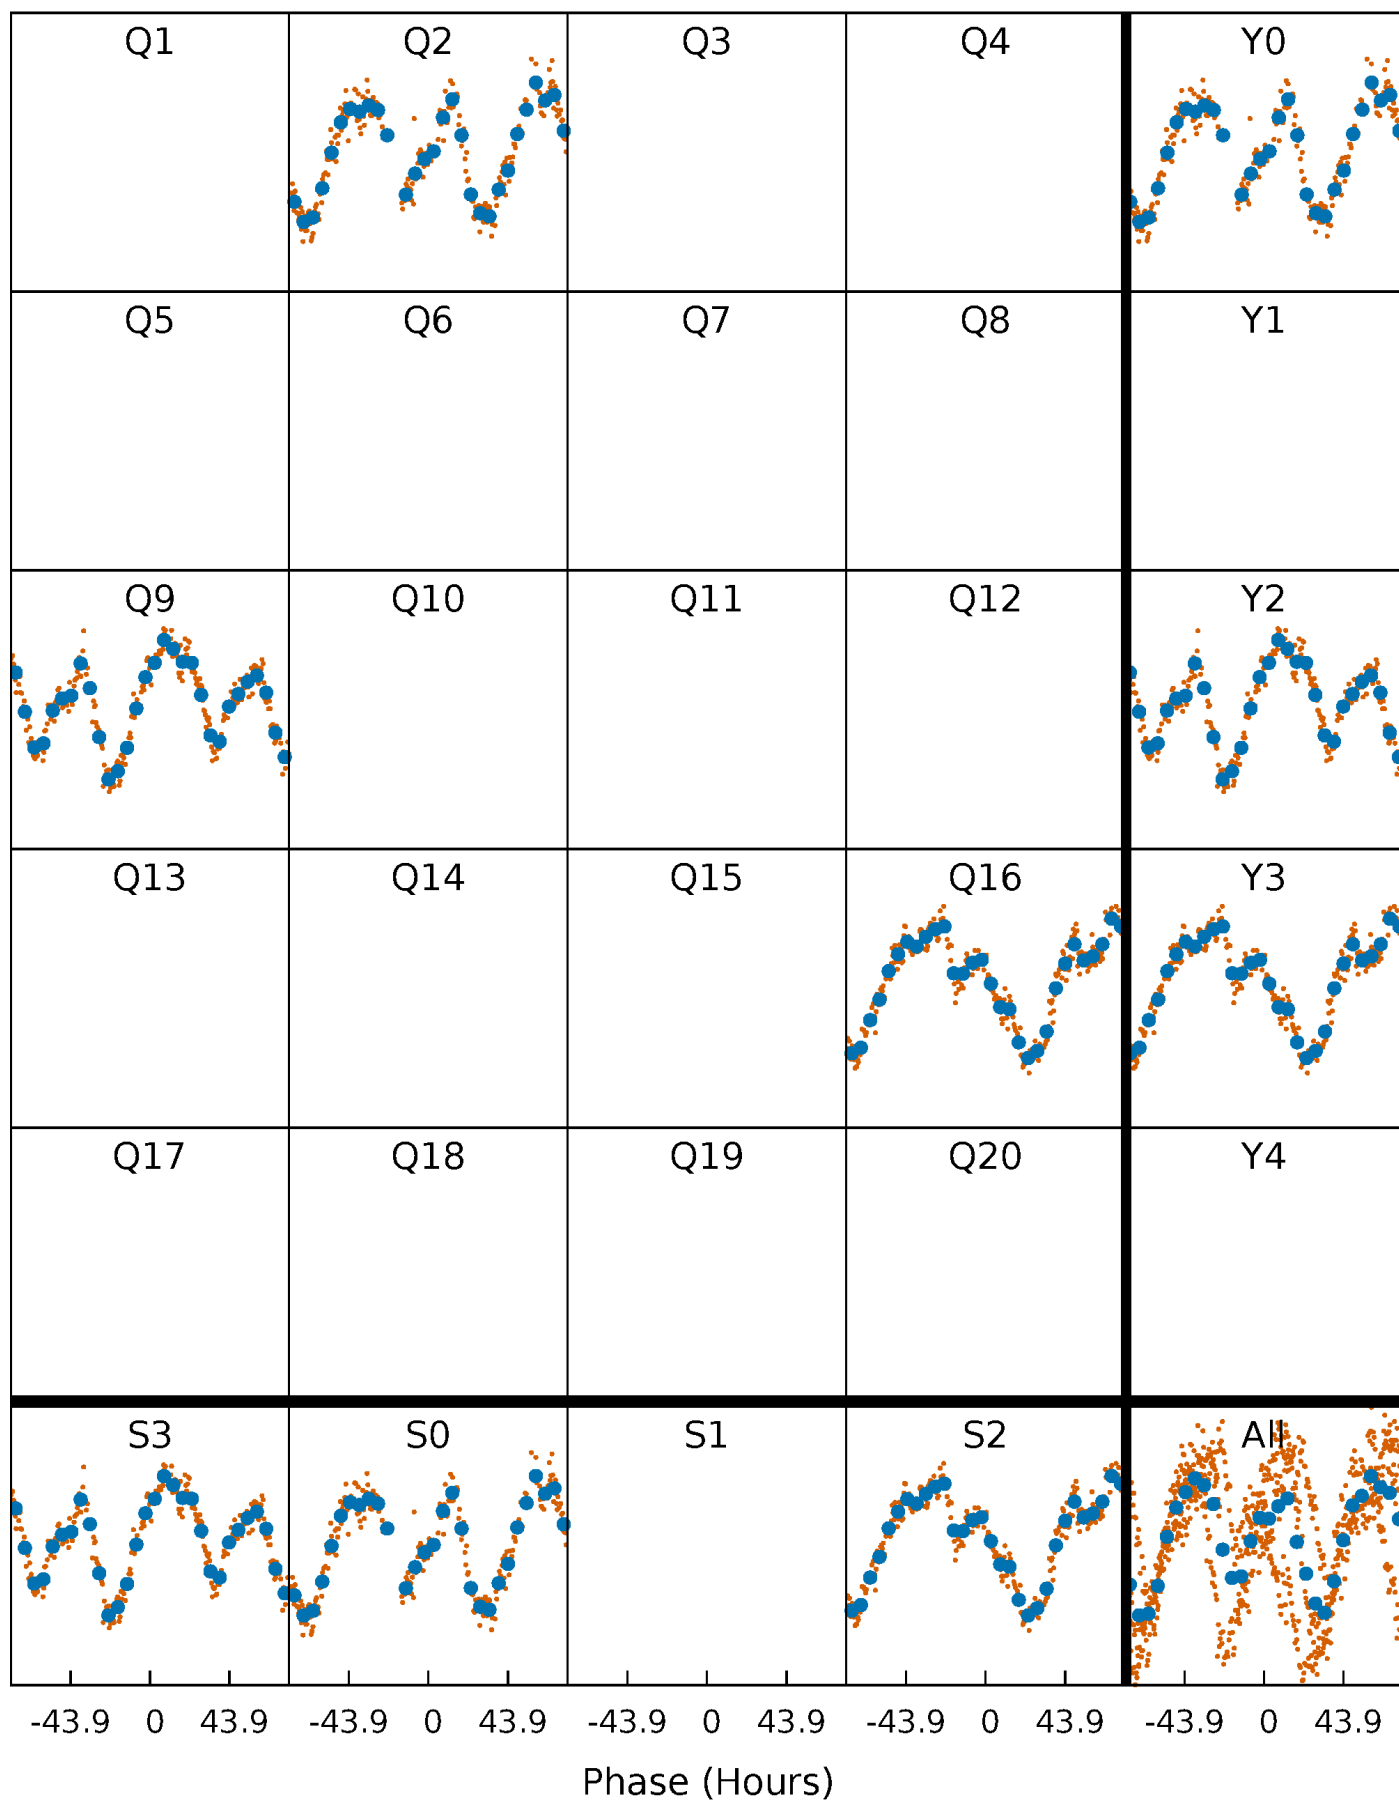 Q1 Q2 Q3 Q4 Y0
Q5 Q6 Q7 Q8 Y1
Q9 Q10 Q11 Q12 Y2
Q13 Q14 Q15 Q16 Y3
Q17 Q18 Q19 Q20 Y4
S3 S0 S1 S2 All
-43.9 0 43.9 -43.9 0 43.9 -43.9 0 43.9 -43.9 0 43.9 -43.9 0 43.9
Phase (Hours)